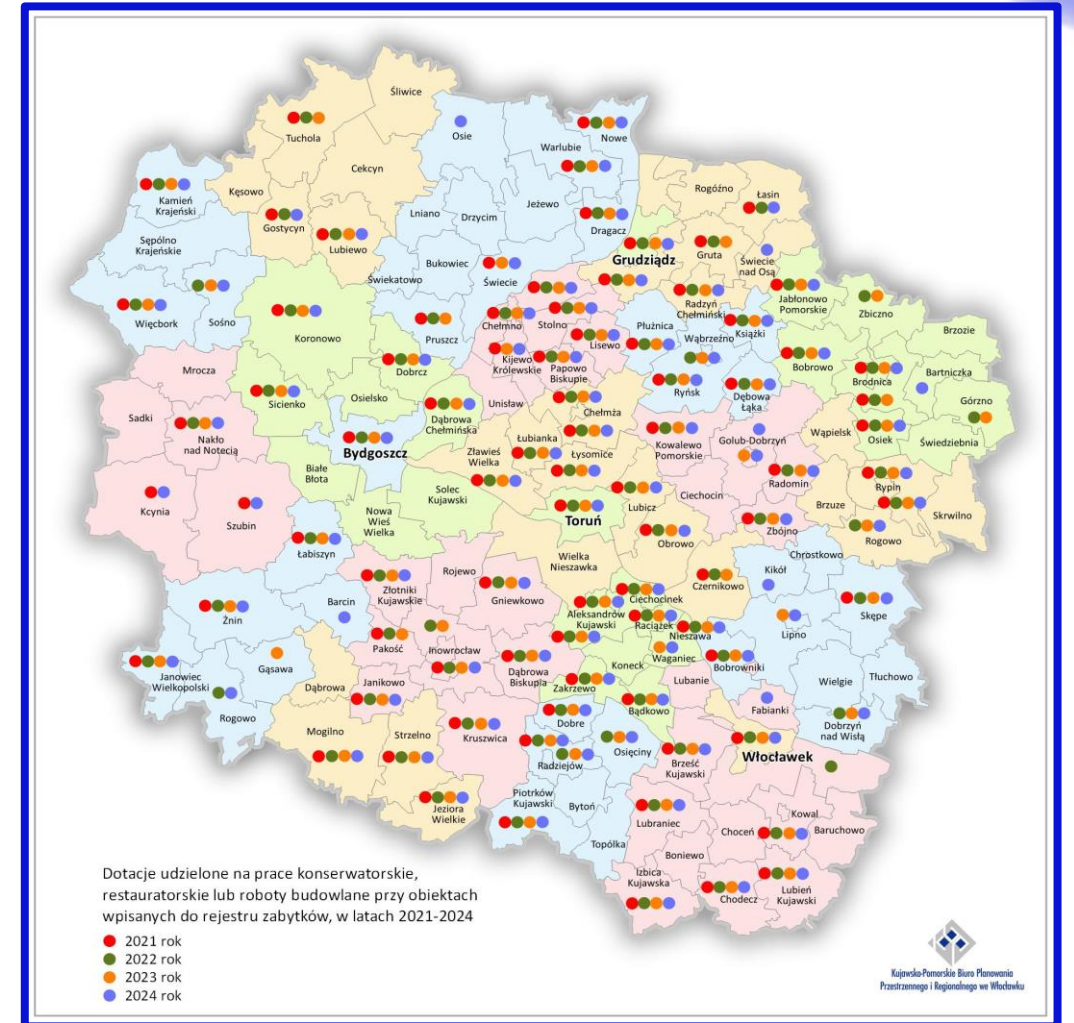 Śliwice
Tuchola
Osie
Nowe
Warlubie
Cekcyn
Kęsowo
Kamień
Krajeński
Gostycyn
Lubiewo
Lniano
Drzycim
Jeżewo
Dragacz
Rogóźno
Łasin
Sępólno
Krajeńskie
Grudziądz
Gruta
Świecie
nad Osą
Bukowiec
Świekatowo
Świecie
Więcbork
Sośno
Koronowo
Pruszcz
Chełmno
Stolno
Radzyń
Chełmiński
Jabłonowo
Pomorskie
Zbiczno
Brzozie
Płużnica
Wąbrzeźno
Książki
Lisewo
Kijewo
Królewskie
Papowo
Biskupie
Dobrcz
Mrocza
Sicienko
Osielsko
Unisław
Ryńsk
Dębowa
Łąka
Bobrowo
Brodnica
Bartniczka
Górzno
Sadki
Nakło
nad Notecią
Dąbrowa
Chełmińska
Chełmża
Bydgoszcz
Zławieś
Wielka
Łubianka
Łysomice
Kowalewo
Pomorskie
Golub-Dobrzyń
Wąpielsk
Osiek
Świedziebnia
Białe
Błota
Solec
Kujawski
Kcynia
Szubin
Nowa
Wieś
Wielka
Toruń
Lubicz
Ciechocin
Radomin
Brzuze
Rypin
Skrwilno
Rogowo
Łabiszyn
Wielka
Nieszawka
Obrowo
Zbójno
Chrostkowo
Rojewo
Złotniki
Kujawskie
Gniewkowo
Czernikowo
Kikół
Barcin
Żnin
Ciechocinek
Aleksandrów
Kujawski
Raciążek
Nieszawa
Lipno
Skępe
Pakość
Inowrocław
Gąsawa
Janowiec
Wielkopolski
Dąbrowa
Biskupia
Koneck
Waganiec
Bobrowniki
Zakrzewo
Lubanie
Wielgie
Tłuchowo
Rogowo
Dąbrowa
Janikowo
Bądkowo
Fabianki
Dobrzyń
nad Wisłą
Mogilno
Strzelno
Kruszwica
Dobre
Radziejów
Osięciny
Brześć
Kujawski
Włocławek
Jeziora
Wielkie
Piotrków
Kujawski
Bytoń
Lubraniec
Kowal
Choceń
Baruchowo
Topólka
Boniewo
Izbica
Kujawska
Chodecz
Lubień
Kujawski
Dotacje udzielone na prace konserwatorskie,
restauratorskie lub roboty budowlane przy obiektach
wpisanych do rejestru zabytków, w latach 2021-2024
2021 rok
2022 rok
2023 rok
2024 rok
Kujawsko-Pomorskie Biuro Planowania
Przestrzennego i Regionalnego we Włocławku